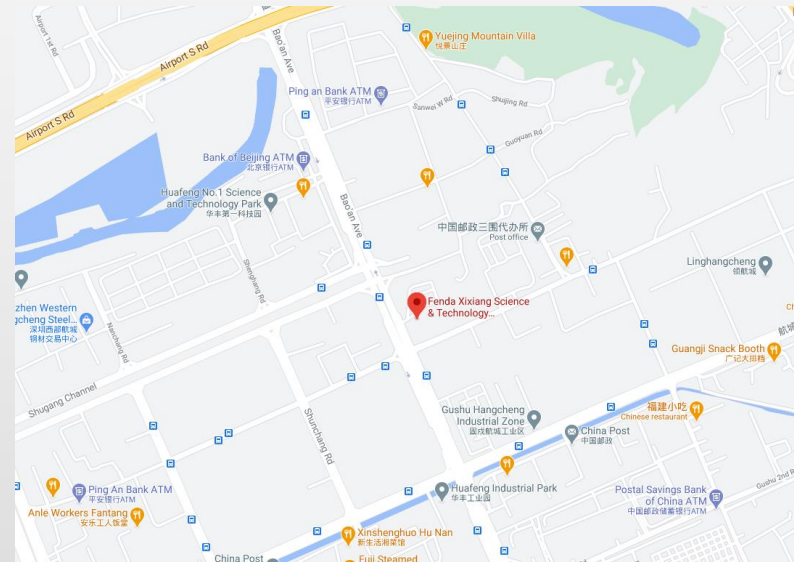 Airport 1st Rd
Airport S Rd
Airport S Rd
Bao'an Ave
Yuejing Mountain Villa
悦景山庄
Ping an Bank ATM
平安银行ATM
Sanwei W Rd
Shujing Rd
Guoyuan Rd
Bank of Beijing ATM
北京银行ATM
Huafeng No.1 Science
and Technology Park
华丰第一科技园
Bao'an Ave
中国邮政三围代办所
Post office
Linghangcheng
领航城
Shenghang Rd
Fenda Xixiang Science
& Technology...
zhen Western
gcheng Steel...
深圳西部航城
钢材交易中心
Nanchang Rd
航城
Guangji Snack Booth
广记大排档
Shugang Channel
Shunchang Rd
Gushu Hangcheng
Industrial Zone
固戍航城工业区
福建小吃
Chinese restaurant
China Post
中国邮政
Gushu 2nd R
Ping An Bank ATM
平安银行ATM
Huafeng Industrial Park
华丰工业园
Postal Savings Bank
of China ATM
中国邮政储蓄银行ATM
Anle Workers Fantang
安乐工人饭堂
Xinshenghuo Hu Nan
新生活湘菜馆
China Post
Fuji Steamed